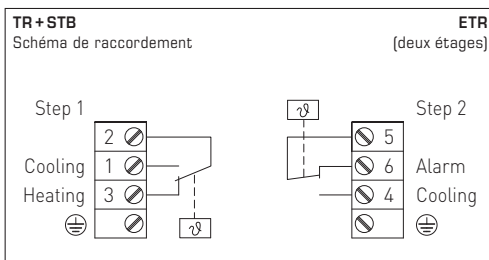 TR+STB ETR
Schéma de raccordement (deux étages)
Step 1 ϑ Step 2
2 5
Cooling 1 6 Alarm
Heating 3 4 Cooling
ϑ